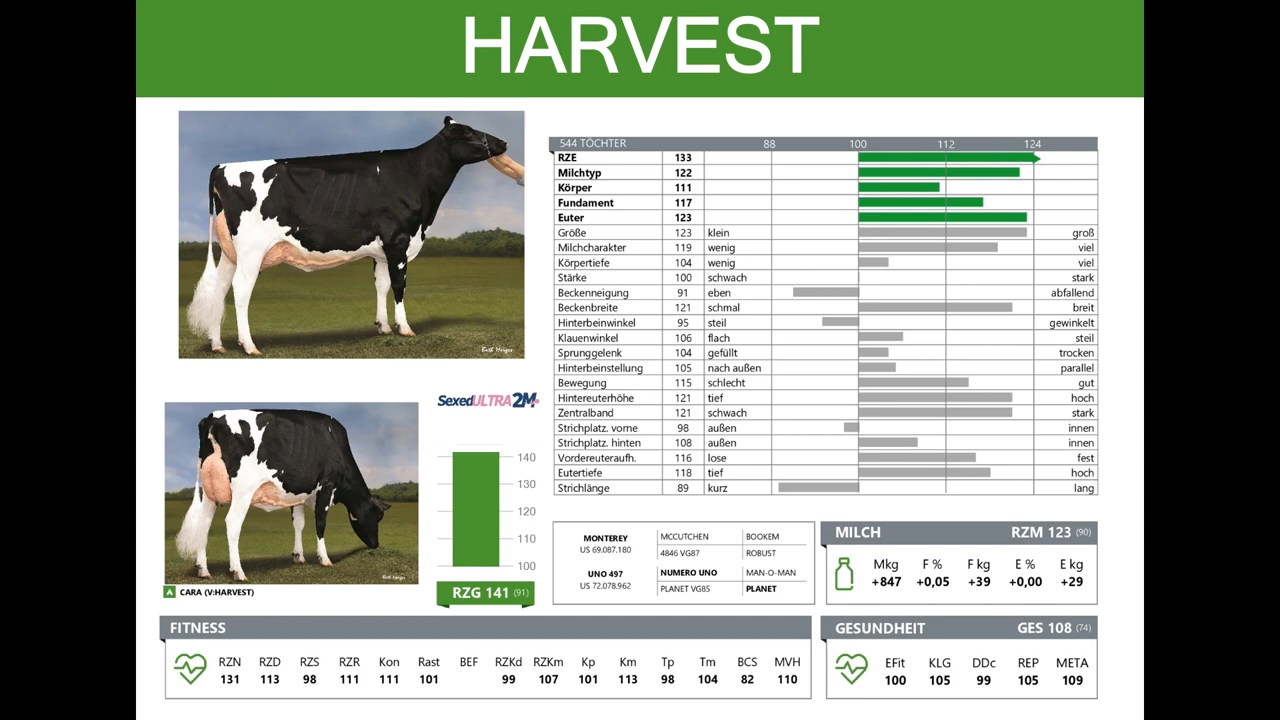 HARVEST
544 TÖCHTER 88 100 112 124
RZE 133
Milchtyp 122
Körper 111
Fundament 117
Euter 123
Größe 123 klein groß
Milchcharakter 119 wenig viel
Körpertiefe 104 wenig viel
Stärke 100 schwach stark
Beckenneigung 91 eben abfallend
Beckenbreite 121 schmal breit
Hinterbeinwinkel 95 steil gewinkelt
Klauenwinkel 106 flach steil
Sprunggelenk 104 gefüllt trocken
Hinterbeinstellung 105 nach außen parallel
Bewegung 115 schlecht gut
Hintereuterhöhe 121 tief hoch
Zentralband 121 schwach stark
Strichplatz. vorne 98 außen innen
Strichplatz. hinten 108 außen innen
Vordereuteraufh. 116 lose fest
Eutertiefe 118 tief hoch
Strichlänge 89 kurz lang
SexedULTRA2M
140
130
120
110
100
RZG 141 (91)
CARA (V:HARVEST)
MONTEREY MCCUTCHEN BOOKEM
US 69.087.180 4846 VG87 ROBUST
UNO 497 NUMERO UNO MAN-O-MAN
US 72.078.962 PLANET VG85 PLANET
MILCH RZM 123 (90)
Mkg F % F kg E % E kg
+847 +0,05 +39 +0,00 +29
FITNESS
RZN RZD RZS RZR Kon Rast BEF RZKd RZKm Kp Km Tp Tm BCS MVH
131 113 98 111 111 101 99 107 101 113 98 104 82 110
GESUNDHEIT GES 108 (74)
EFit KLG DDc REP META
100 105 99 105 109